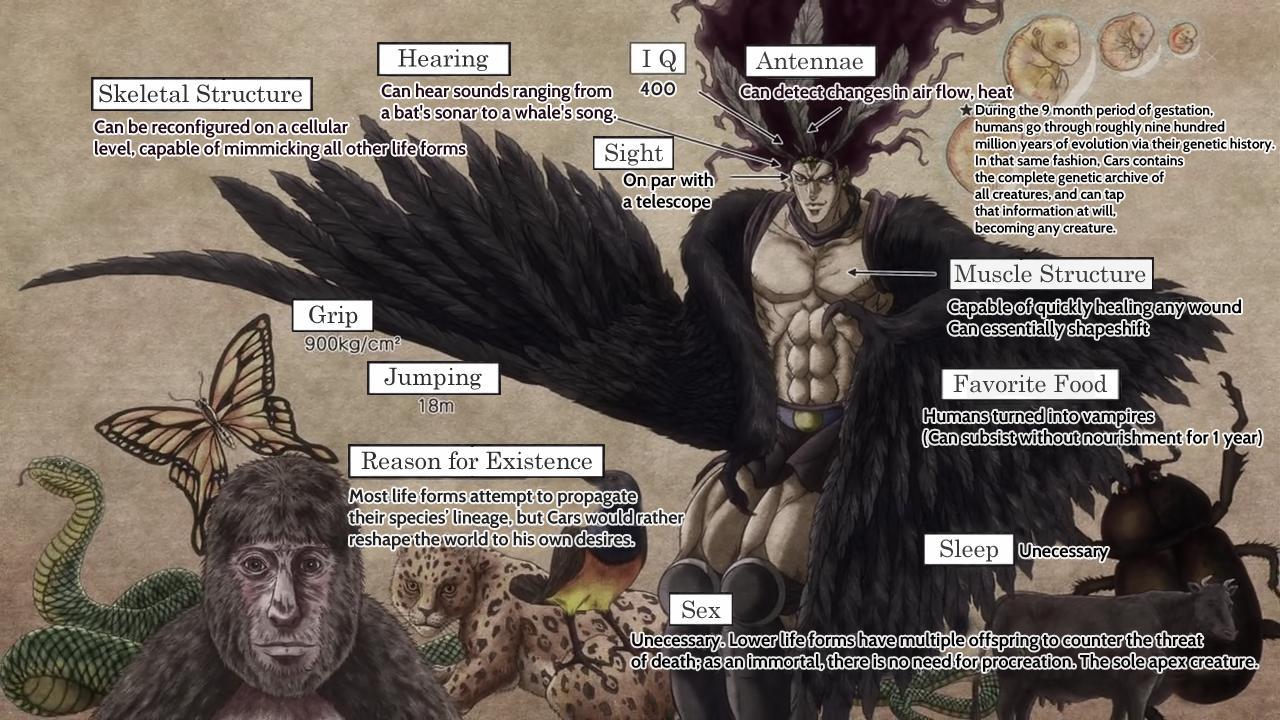 Hearing
Can hear sounds ranging from
a bat's sonar to a whale's song.
I Q
400
Antennae
Can detect changes in air flow, heat
Skeletal Structure
Can be reconfigured on a cellular
level, capable of mimmicking all other life forms
Sight
On par with
a telescope
★During the 9 month period of gestation,
humans go through roughly nine hundred
million years of evolution via their genetic history.
In that same fashion, Cars contains
the complete genetic archive of
all creatures, and can tap
that information at will,
becoming any creature.
Muscle Structure
Capable of quickly healing any wound
Can essentially shapeshift
Grip
900kg/cm²
Jumping
18m
Favorite Food
Humans turned into vampires
(Can subsist without nourishment for 1 year)
Reason for Existence
Most life forms attempt to propagate
their species' lineage, but Cars would rather
reshape the world to his own desires.
Sleep
Unecessary
Sex
Unecessary. Lower life forms have multiple offspring to counter the threat
of death; as an immortal, there is no need for procreation. The sole apex creature.